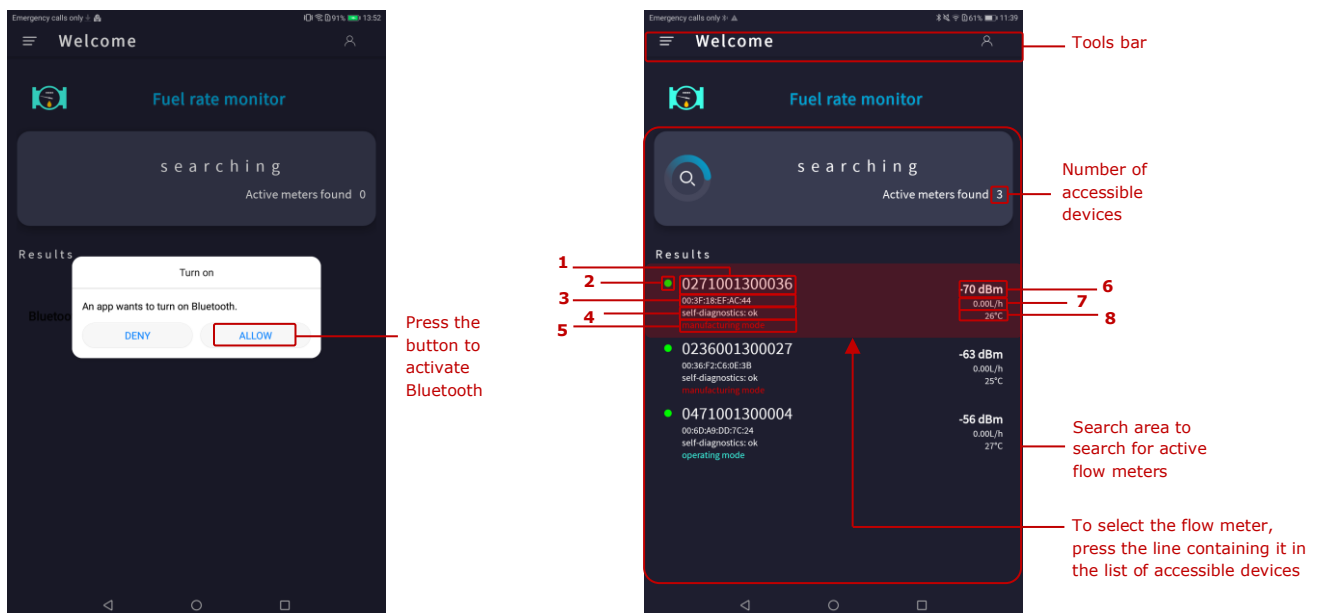 Emergency calls only
91% 13:52
Welcome
Fuel rate monitor
searching
Active meters found 0
Results
Turn on
An app wants to turn on Bluetooth.
Bluetoo
DENY
ALLOW
Press the
button to
activate
Bluetooth
Emergency calls only
61% 11:39
Welcome
Tools bar
Fuel rate monitor
searching
Active meters found 3
Number of
accessible
devices
Results
1
2
3
4
5
0271001300036
00:3F:18:EF:AC:44
self-diagnostics: ok
manufacturing mode
-70 dBm
0.00L/h
26°C
6
7
8
0236001300027
00:36:F2:C6:0E:3B
self-diagnostics: ok
manufacturing mode
-63 dBm
0.00L/h
25°C
0471001300004
00:6D:A9:DD:7C:24
self-diagnostics: ok
operating mode
-56 dBm
0.00L/h
27°C
Search area to
search for active
flow meters
To select the flow meter,
press the line containing it in
the list of accessible devices